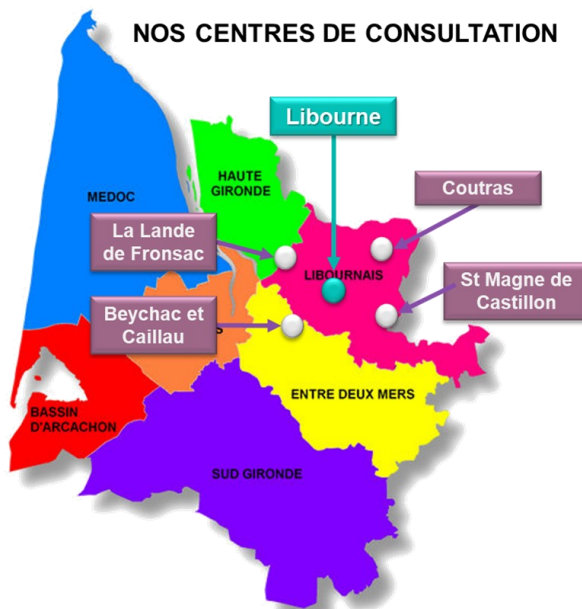 NOS CENTRES DE CONSULTATION
Libourne
HAUTE
GIRONDE
Coutras
MEDOC
La Lande
de Fronsac
LIBOURNAIS
St Magne de
Castillon
Beychac et
Caillau
S
ENTRE DEUX MERS
BASSIN
D'ARCACHON
SUD GIRONDE